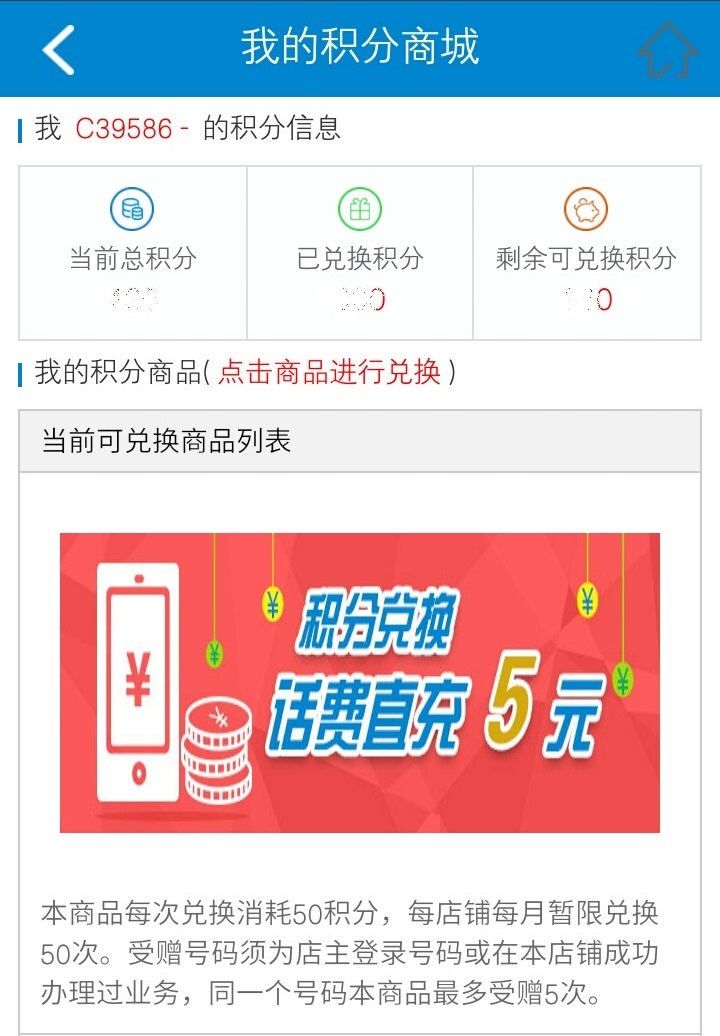 我的积分商城
我 C39586 - 的积分信息
当前总积分 已兑换积分 剩余可兑换积分
我的积分商品( 点击商品进行兑换 )
当前可兑换商品列表
¥ ¥ ¥ ¥
¥ ¥
积分兑换
话费直充 5 元
本商品每次兑换消耗50积分，每店铺每月暂限兑换
50次。受赠号码须为店主登录号码或在本店铺成功
办理过业务，同一个号码本商品最多受赠5次。